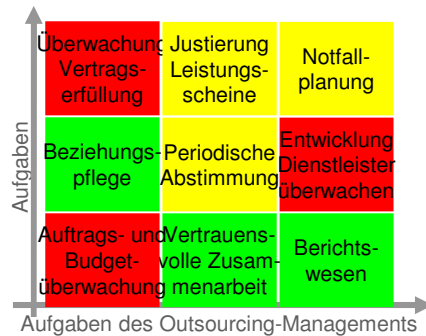 Überwachung
Vertrags-
erfüllung
Justierung
Leistungs-
scheine
Notfall-
planung
Beziehungs-
pflege
Periodische
Abstimmung
Entwicklung
Dienstleister
überwachen
Auftrags- und
Budget-
überwachung
Vertrauens-
volle Zusam-
menarbeit
Berichts-
wesen
Aufgaben
Aufgaben des Outsourcing-Managements